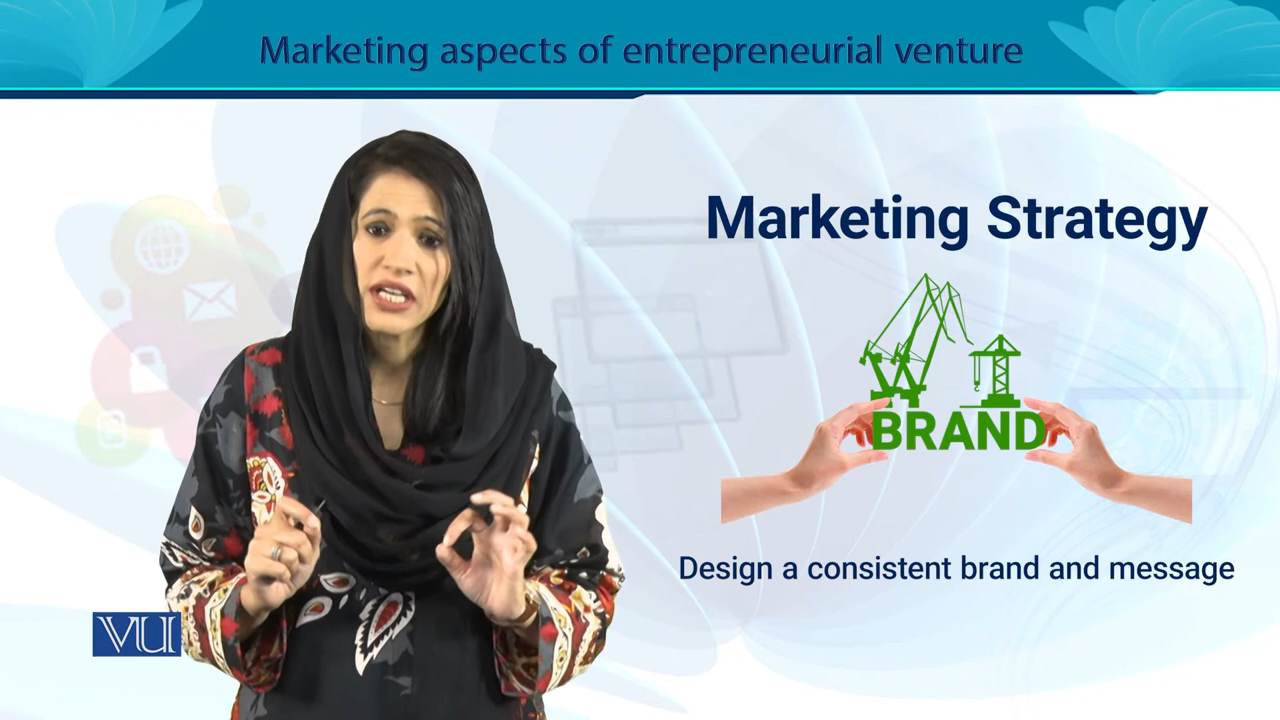 Marketing aspects of entrepreneurial venture
Marketing Strategy
BRAND
Design a consistent brand and message
VU